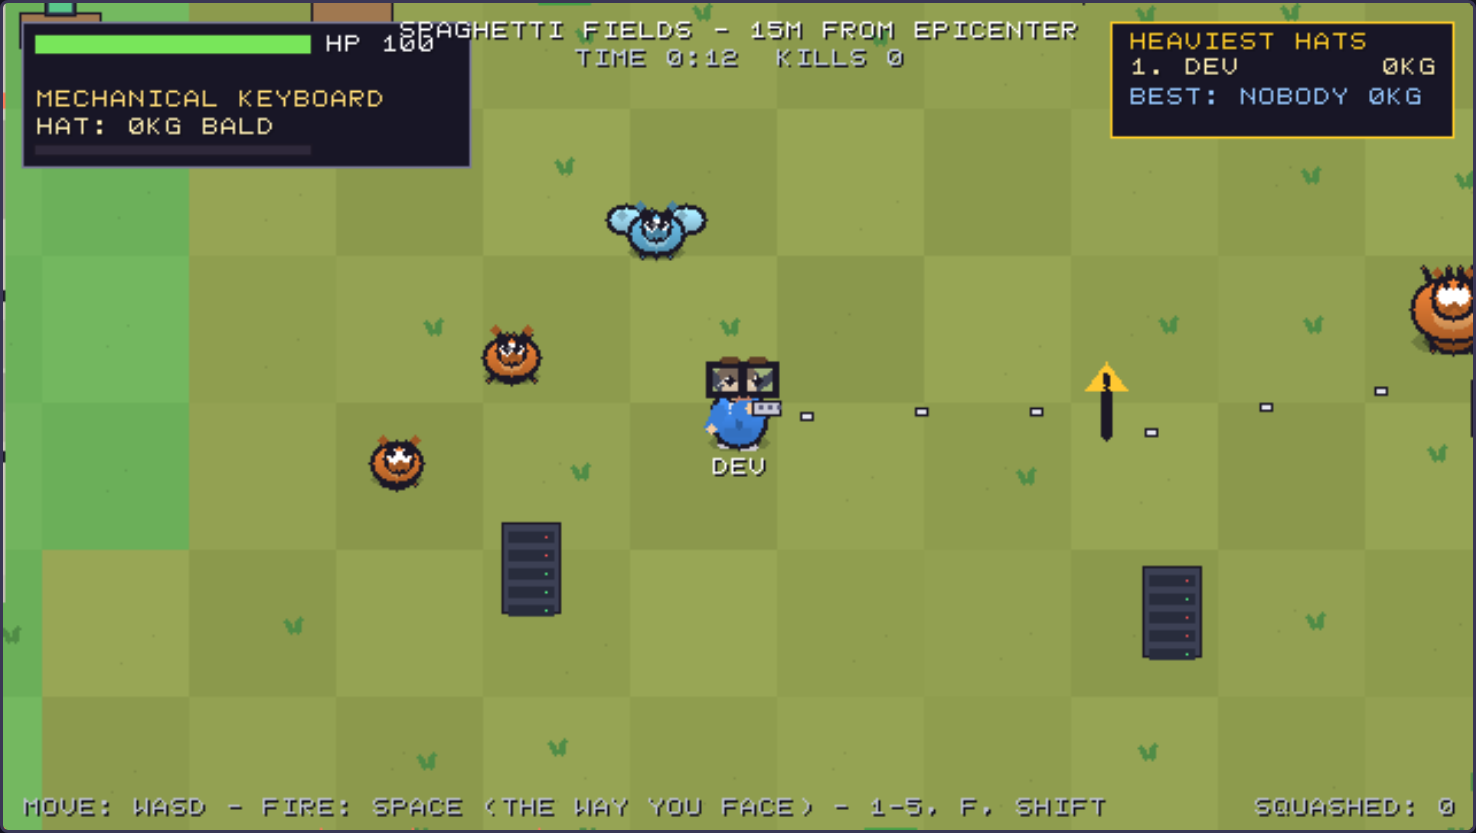 SPAGHETTI FIELDS - 15M FROM EPICENTER
TIME 0:12 KILLS 0
HP 100
MECHANICAL KEYBOARD
HAT: 0KG BALD
HEAVIEST HATS
1. DEV 0KG
BEST: NOBODY 0KG
DEV
MOVE: WASD - FIRE: SPACE (THE WAY YOU FACE) - 1-5, F, SHIFT
SQUASHED: 0